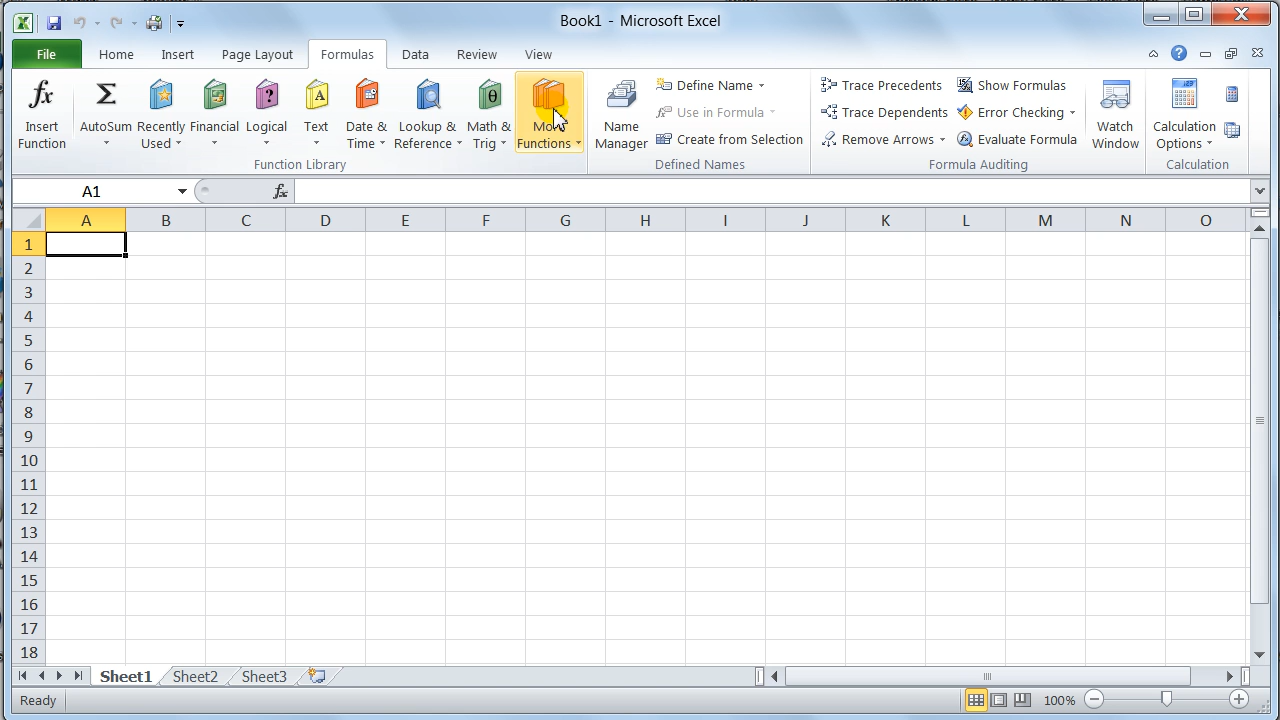 Book1 - Microsoft Excel
File Home Insert Page Layout Formulas Data Review View
Insert Function
AutoSum
Recently Used
Financial
Logical
Text
Date & Time
Lookup & Reference
Math & Trig
Functions
Function Library
Name Manager
Define Name
Use in Formula
Create from Selection
Defined Names
Trace Precedents
Trace Dependents
Remove Arrows
Show Formulas
Error Checking
Evaluate Formula
Formula Auditing
Watch Window
Calculation Options
Calculation
A1 fx
A B C D E F G H I J K L M N O
1
2
3
4
5
6
7
8
9
10
11
12
13
14
15
16
17
18
Sheet1 Sheet2 Sheet3
Ready 100%